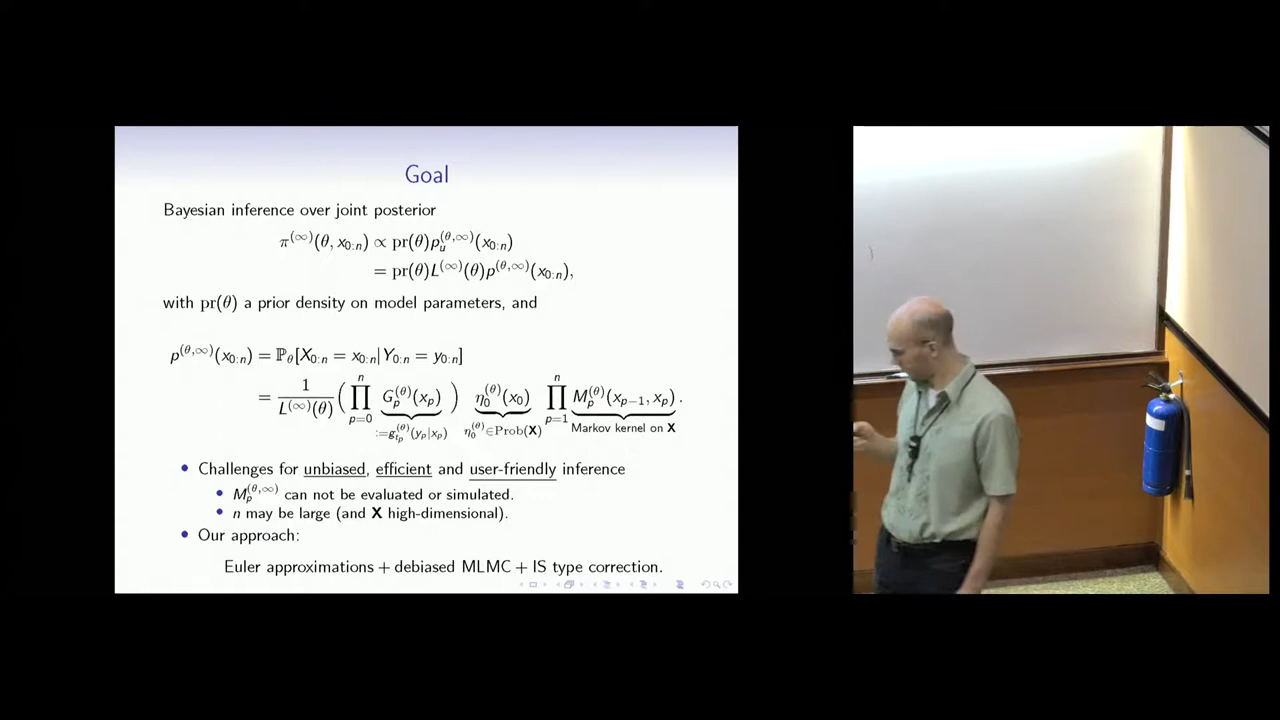 Goal
Bayesian inference over joint posterior
π^(∞)(θ, x_{0:n}) ∝ pr(θ)p_u^{(θ,∞)}(x_{0:n})
= pr(θ)L^(∞)(θ)p^{(θ,∞)}(x_{0:n}),
with pr(θ) a prior density on model parameters, and
p^{(θ,∞)}(x_{0:n}) = ℙ_θ[X_{0:n} = x_{0:n}|Y_{0:n} = y_{0:n}]
= 1/L^(∞)(θ) ( ∏_{p=0}^{n} G_p^{(θ)}(x_p) ) η_0^{(θ)}(x_0) ∏_{p=1}^{n} M_p^{(θ)}(x_{p−1}, x_p).
:=g_{t_p}^{(θ)}(y_p|x_p) η_0^{(θ)}∈Prob(X) Markov kernel on X
• Challenges for unbiased, efficient and user-friendly inference
• M_p^{(θ,∞)} can not be evaluated or simulated.
• n may be large (and X high-dimensional).
• Our approach:
Euler approximations + debiased MLMC + IS type correction.